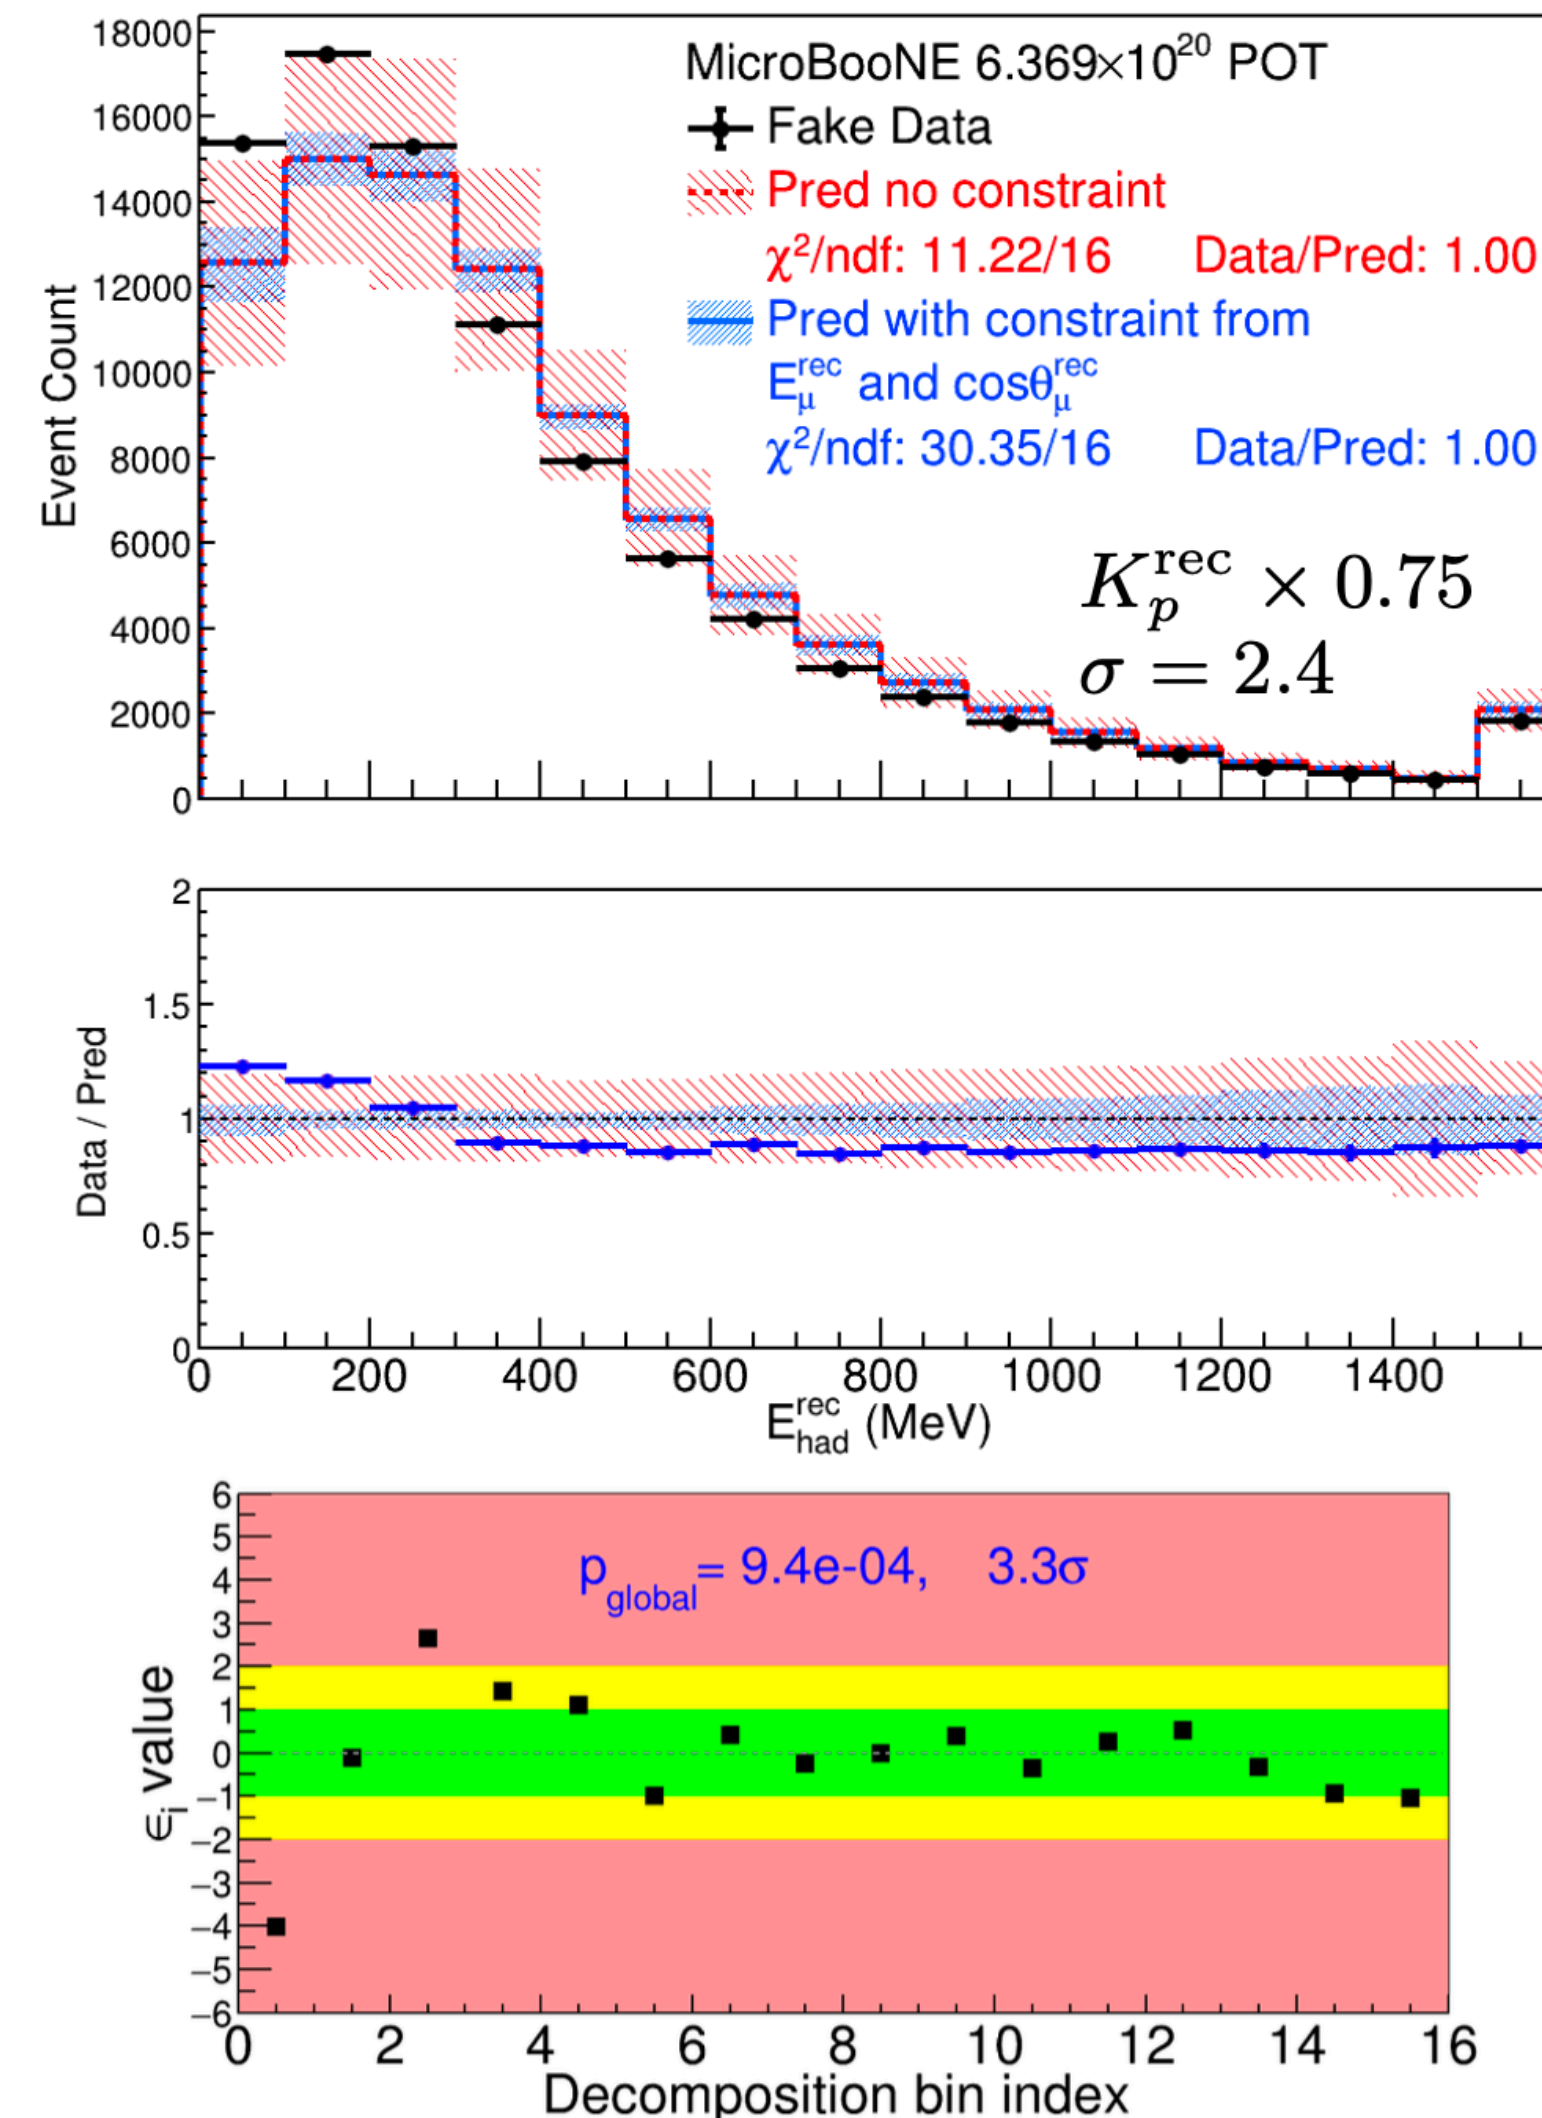 18000
16000
14000
12000
10000
8000
6000
4000
2000
0
Event Count
MicroBooNE 6.369×10²⁰ POT
Fake Data
Pred no constraint
χ²/ndf: 11.22/16 Data/Pred: 1.00
Pred with constraint from
E_μ^rec and cosθ_μ^rec
χ²/ndf: 30.35/16 Data/Pred: 1.00
K_p^rec × 0.75
σ = 2.4
2
1.5
1
0.5
0
Data / Pred
0 200 400 600 800 1000 1200 1400
E_had^rec (MeV)
6
5
4
3
2
1
0
−1
−2
−3
−4
−5
−6
∈_i value
p_global = 9.4e-04, 3.3σ
0 2 4 6 8 10 12 14 16
Decomposition bin index